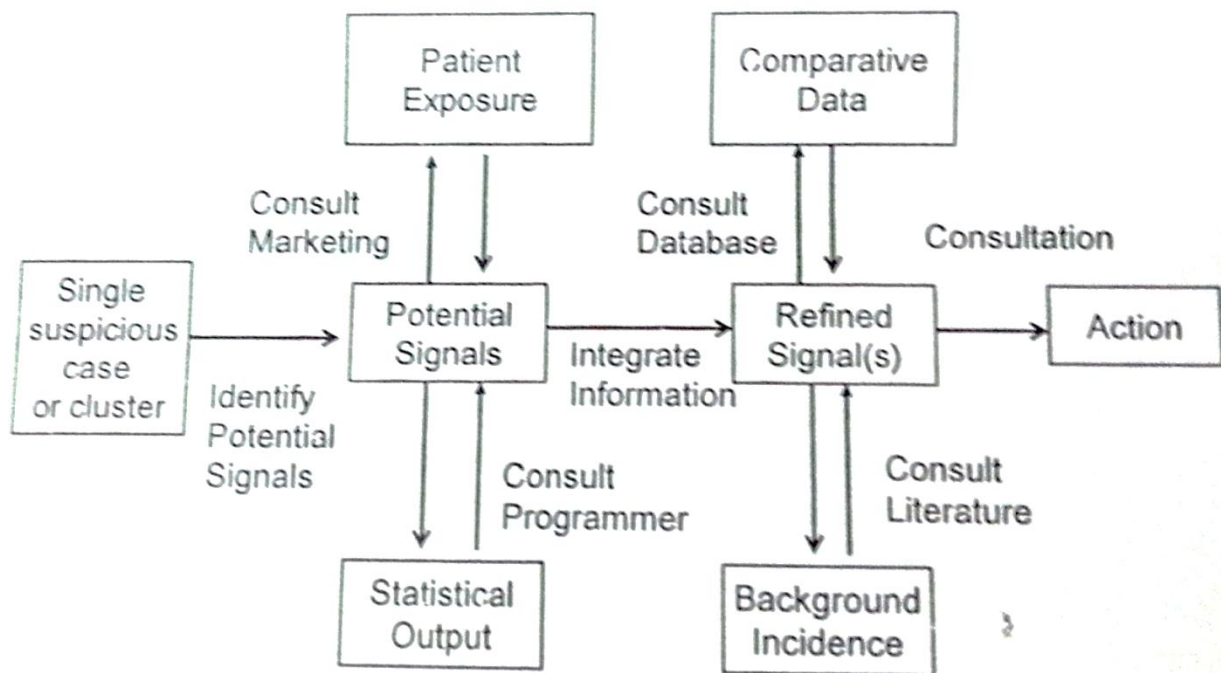 Patient
Exposure
Comparative
Data
Consult
Marketing
Consult
Database
Consultation
Single
suspicious
case
or cluster
Potential
Signals
Refined
Signal(s)
Action
Integrate
Information
Identify
Potential
Signals
Consult
Programmer
Consult
Literature
Statistical
Output
Background
Incidence